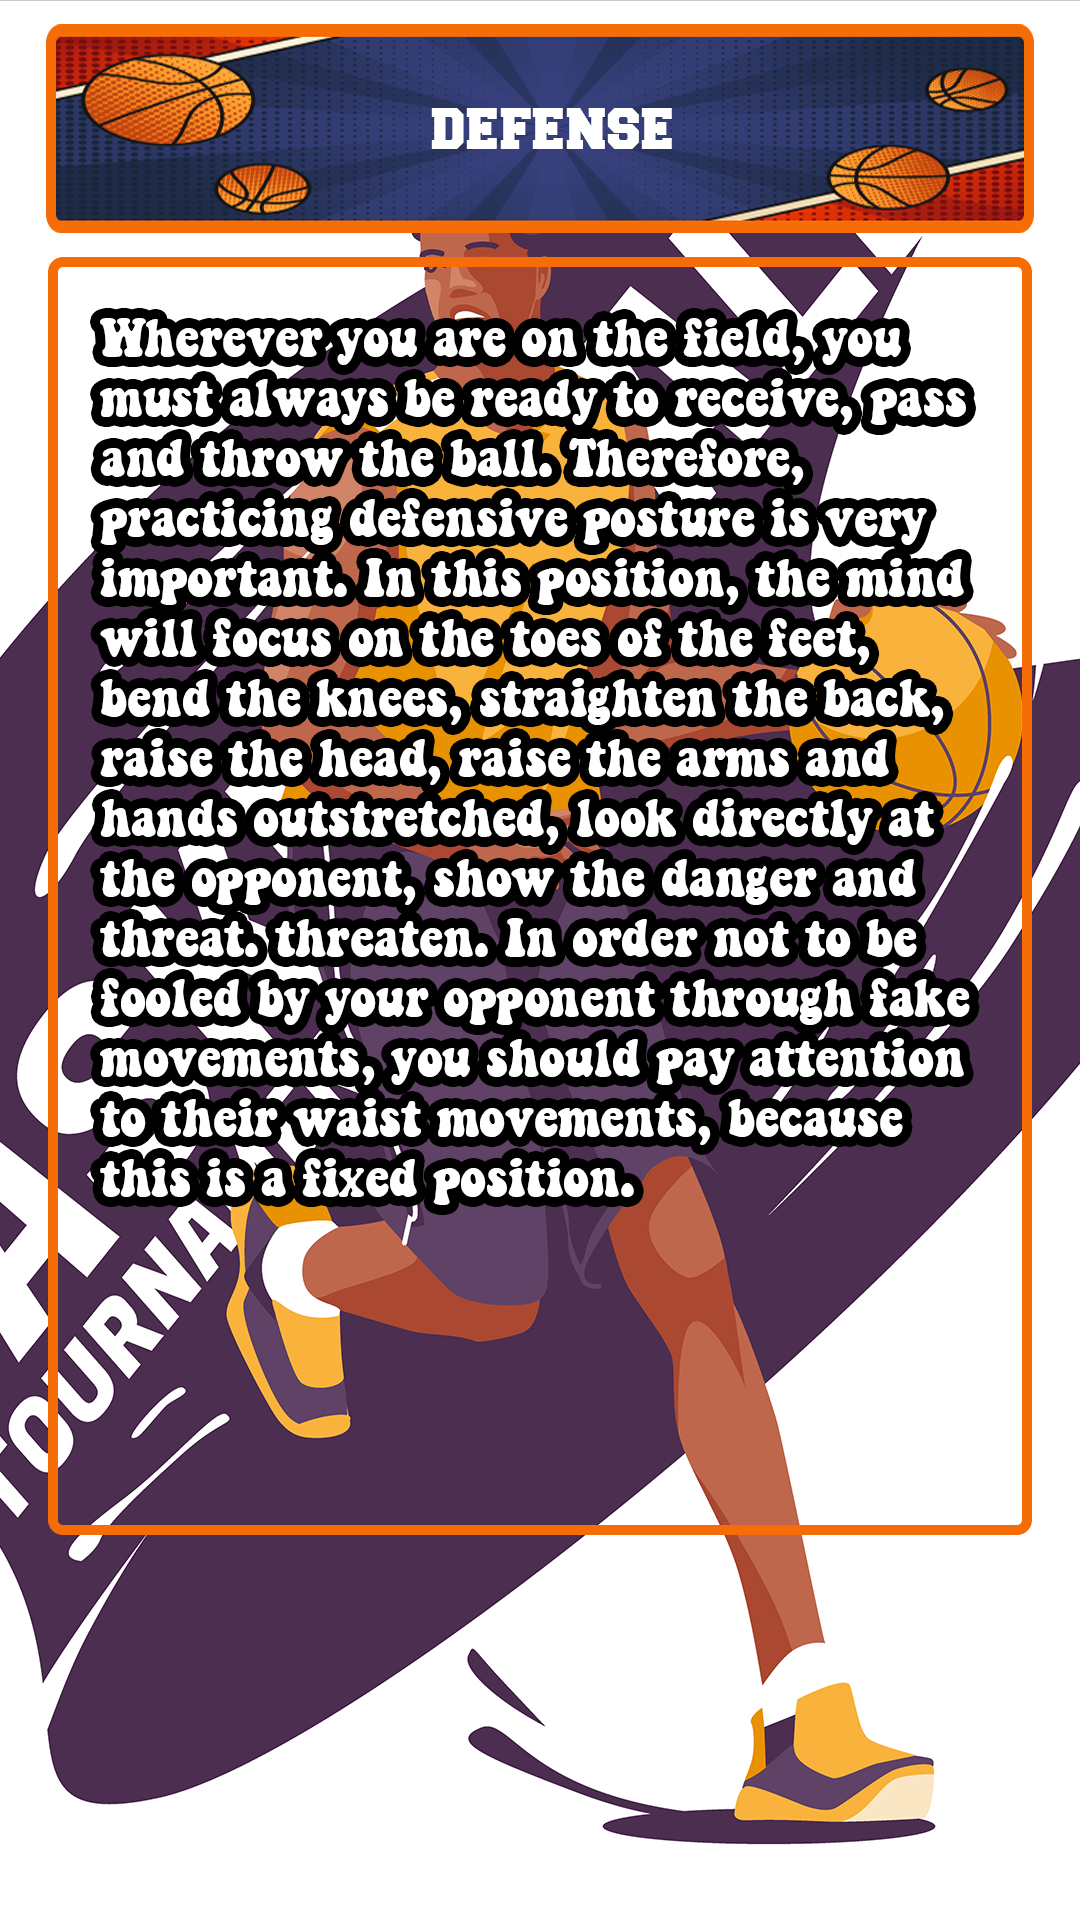 DEFENSE
Wherever you are on the field, you
must always be ready to receive, pass
and throw the ball. Therefore,
practicing defensive posture is very
important. In this position, the mind
will focus on the toes of the feet,
bend the knees, straighten the back,
raise the head, raise the arms and
hands outstretched, look directly at
the opponent, show the danger and
threat. threaten. In order not to be
fooled by your opponent through fake
movements, you should pay attention
to their waist movements, because
this is a fixed position.